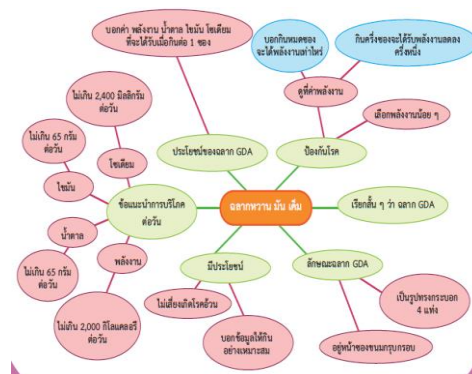 บอกค่า พลังงาน น้ำตาล ไขมัน โซเดียม
ที่จะได้รับเมื่อกินต่อ 1 ซอง
บอกกินหมดซอง
จะได้พลังงานเท่าไหร่
กินครึ่งซองจะได้รับพลังงานลดลง
ครึ่งหนึ่ง
ดูที่ค่าพลังงาน
เลือกพลังงานน้อย ๆ
ประโยชน์ของฉลาก GDA
ป้องกันโรค
ไม่เกิน 2,400 มิลลิกรัม
ต่อวัน
โซเดียม
ไม่เกิน 65 กรัม
ต่อวัน
ไขมัน
ข้อแนะนำการบริโภค
ต่อวัน
ฉลากหวาน มัน เค็ม
เรียกสั้น ๆ ว่า ฉลาก GDA
น้ำตาล
ไม่เกิน 65 กรัม
ต่อวัน
พลังงาน
ไม่เกิน 2,000 กิโลแคลอรี
ต่อวัน
มีประโยชน์
ไม่เสี่ยงเกิดโรคอ้วน
บอกข้อมูลให้กิน
อย่างเหมาะสม
ลักษณะฉลาก GDA
เป็นรูปทรงกระบอก
4 แท่ง
อยู่หน้าซองขนมกรุบกรอบ